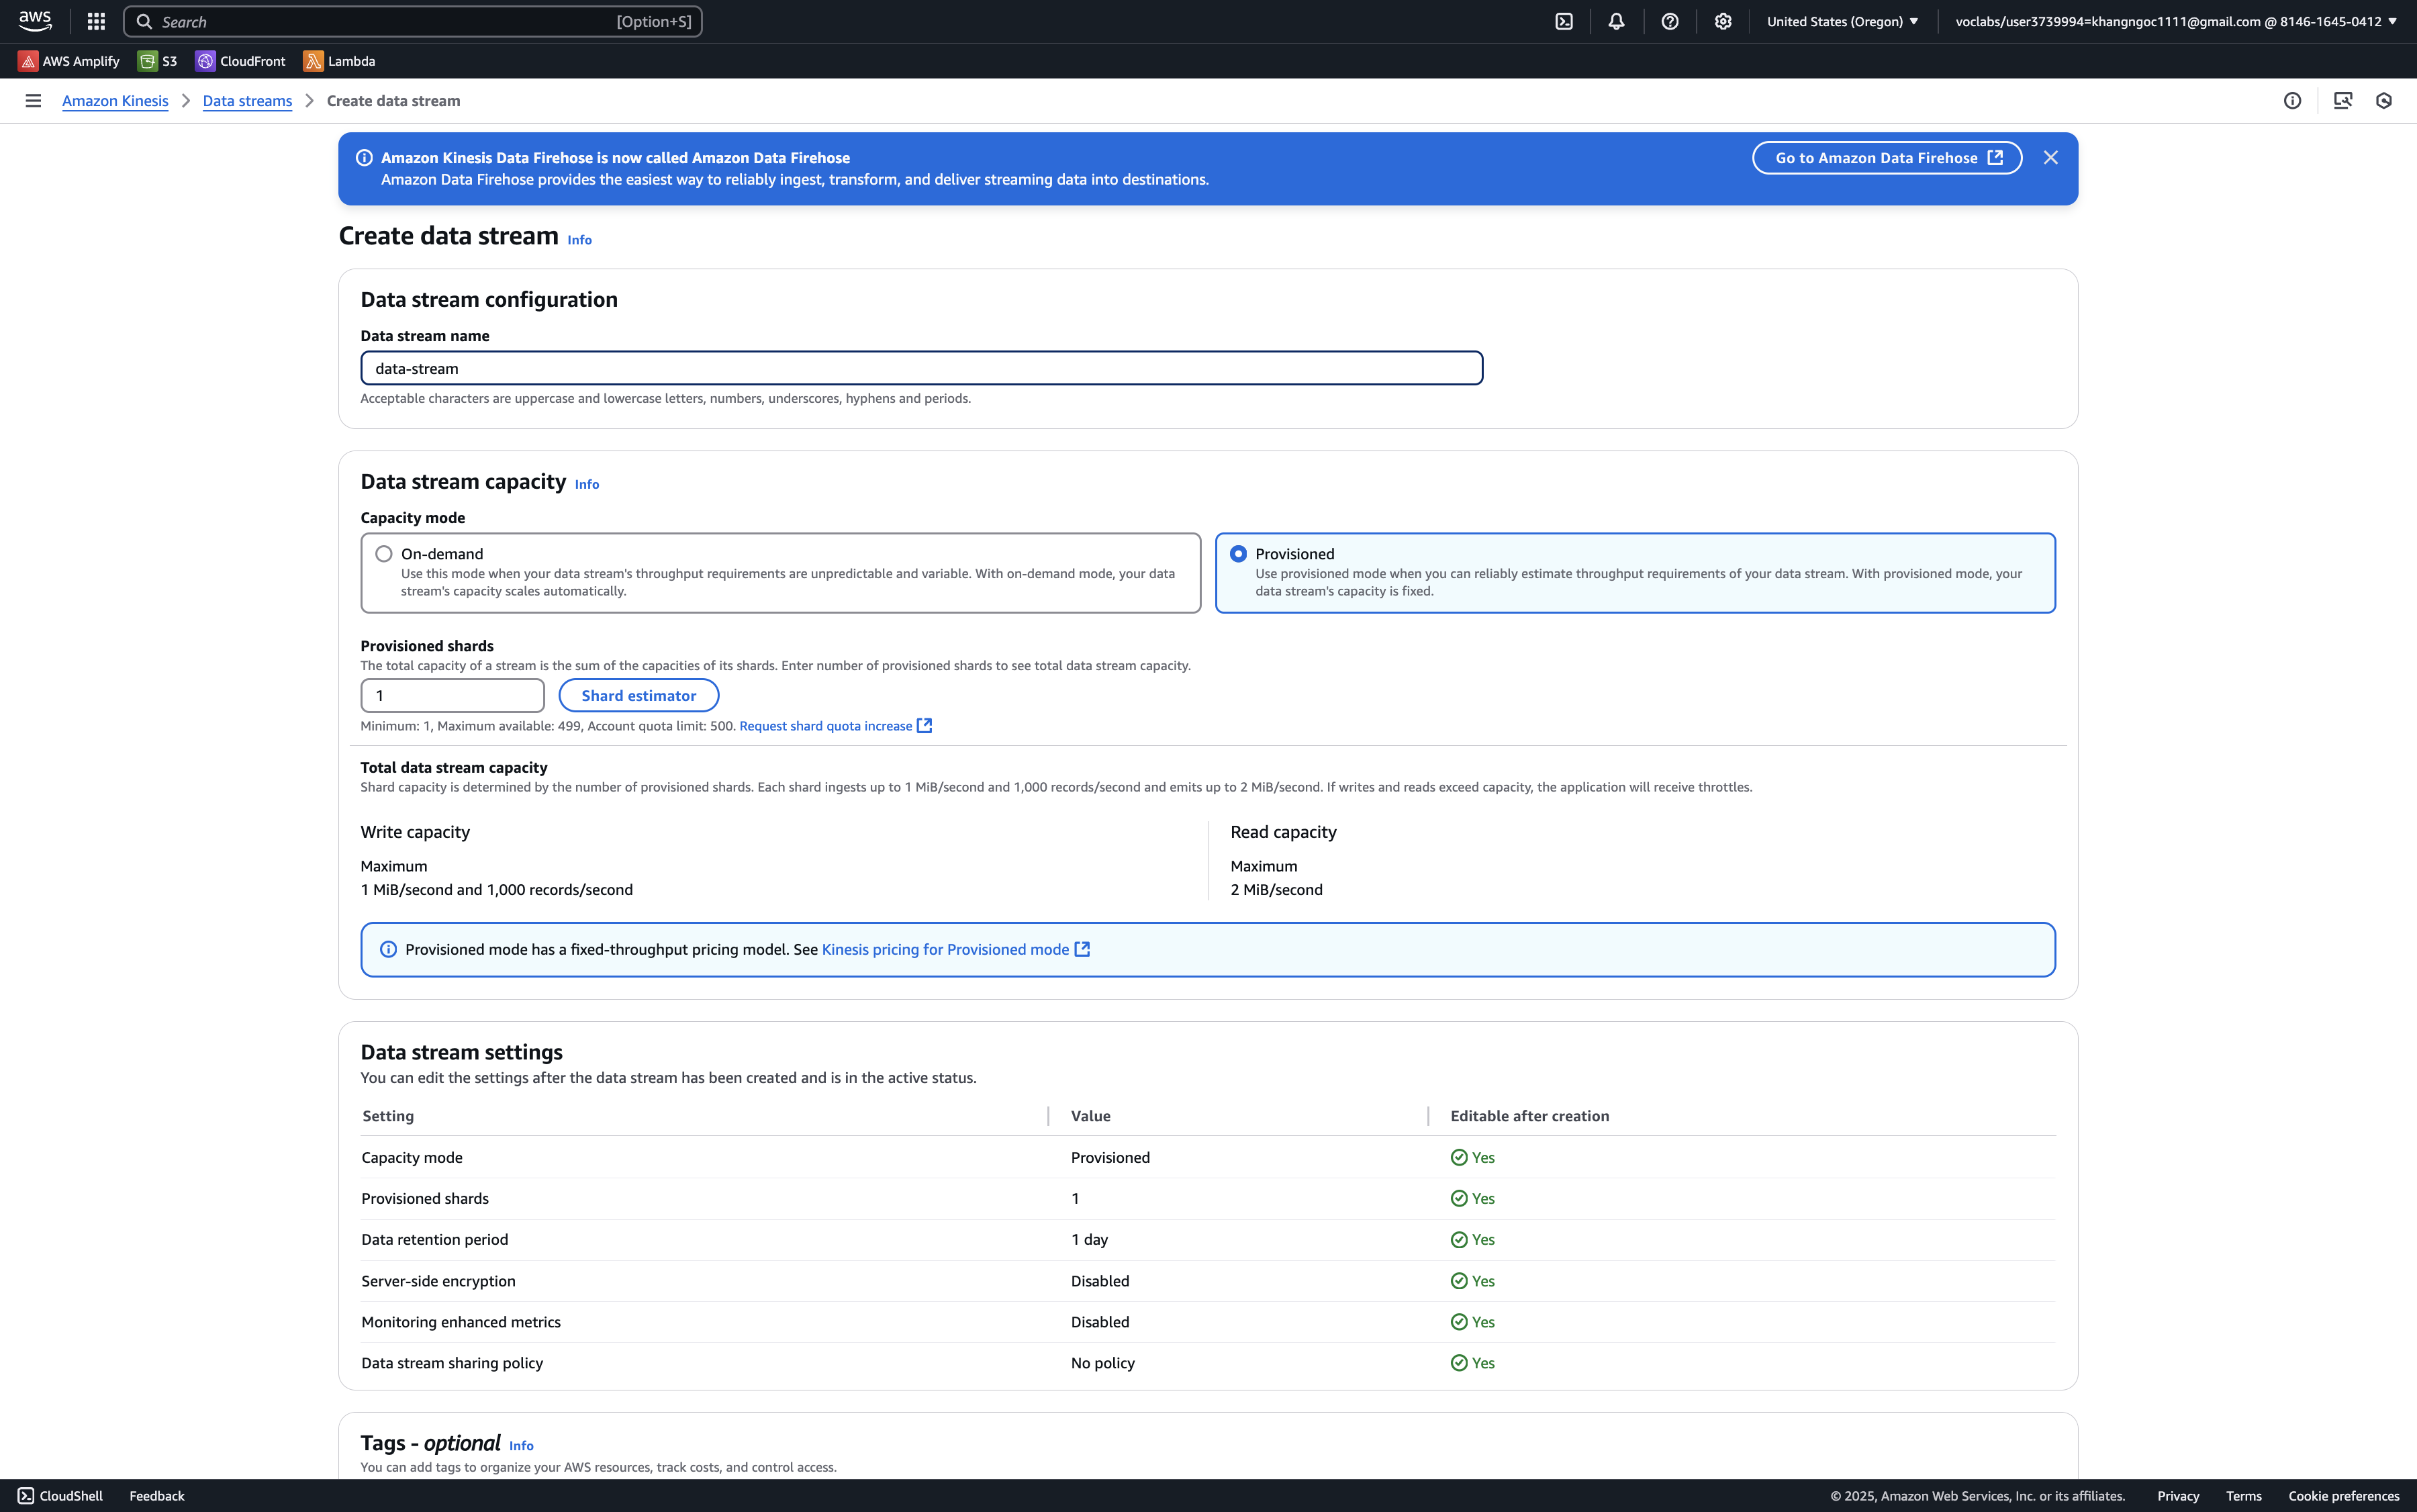 aws
Search [Option+S]
United States (Oregon)
voclabs/user3739994=khangngoc1111@gmail.com @ 8146-1645-0412
AWS Amplify
S3
CloudFront
Lambda
Amazon Kinesis
Data streams
Create data stream
Amazon Kinesis Data Firehose is now called Amazon Data Firehose
Amazon Data Firehose provides the easiest way to reliably ingest, transform, and deliver streaming data into destinations.
Go to Amazon Data Firehose
Create data stream Info
Data stream configuration
Data stream name
data-stream
Acceptable characters are uppercase and lowercase letters, numbers, underscores, hyphens and periods.
Data stream capacity Info
Capacity mode
On-demand
Use this mode when your data stream's throughput requirements are unpredictable and variable. With on-demand mode, your data
stream's capacity scales automatically.
Provisioned
Use provisioned mode when you can reliably estimate throughput requirements of your data stream. With provisioned mode, your
data stream's capacity is fixed.
Provisioned shards
The total capacity of a stream is the sum of the capacities of its shards. Enter number of provisioned shards to see total data stream capacity.
1
Shard estimator
Minimum: 1, Maximum available: 499, Account quota limit: 500. Request shard quota increase
Total data stream capacity
Shard capacity is determined by the number of provisioned shards. Each shard ingests up to 1 MiB/second and 1,000 records/second and emits up to 2 MiB/second. If writes and reads exceed capacity, the application will receive throttles.
Write capacity
Maximum
1 MiB/second and 1,000 records/second
Read capacity
Maximum
2 MiB/second
Provisioned mode has a fixed-throughput pricing model. See Kinesis pricing for Provisioned mode
Data stream settings
You can edit the settings after the data stream has been created and is in the active status.
Setting Value Editable after creation
Capacity mode Provisioned Yes
Provisioned shards 1 Yes
Data retention period 1 day Yes
Server-side encryption Disabled Yes
Monitoring enhanced metrics Disabled Yes
Data stream sharing policy No policy Yes
Tags - optional Info
You can add tags to organize your AWS resources, track costs, and control access.
CloudShell
Feedback
© 2025, Amazon Web Services, Inc. or its affiliates.
Privacy
Terms
Cookie preferences